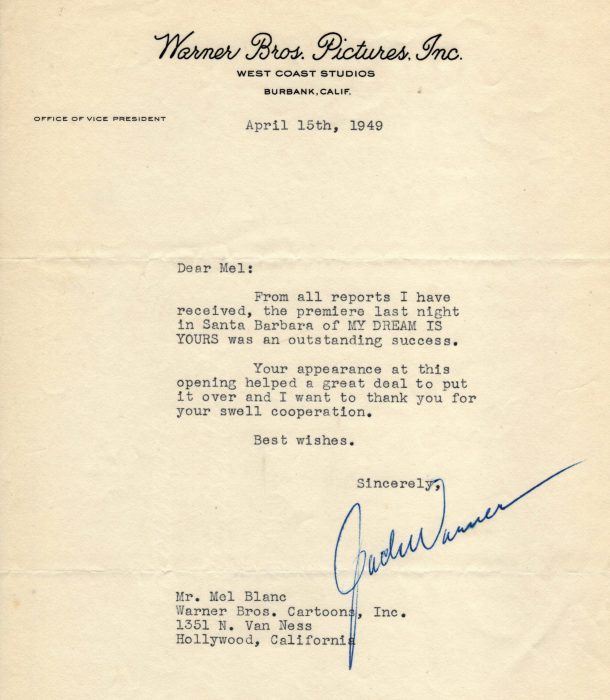 Warner Bros. Pictures, Inc.
WEST COAST STUDIOS
BURBANK, CALIF.
OFFICE OF VICE PRESIDENT
April 15th, 1949
Dear Mel:
From all reports I have
received, the premiere last night
in Santa Barbara of MY DREAM IS
YOURS was an outstanding success.
Your appearance at this
opening helped a great deal to put
it over and I want to thank you for
your swell cooperation.
Best wishes.
Sincerely,
Jack Warner
Mr. Mel Blanc
Warner Bros. Cartoons, Inc.
1351 N. Van Ness
Hollywood, California